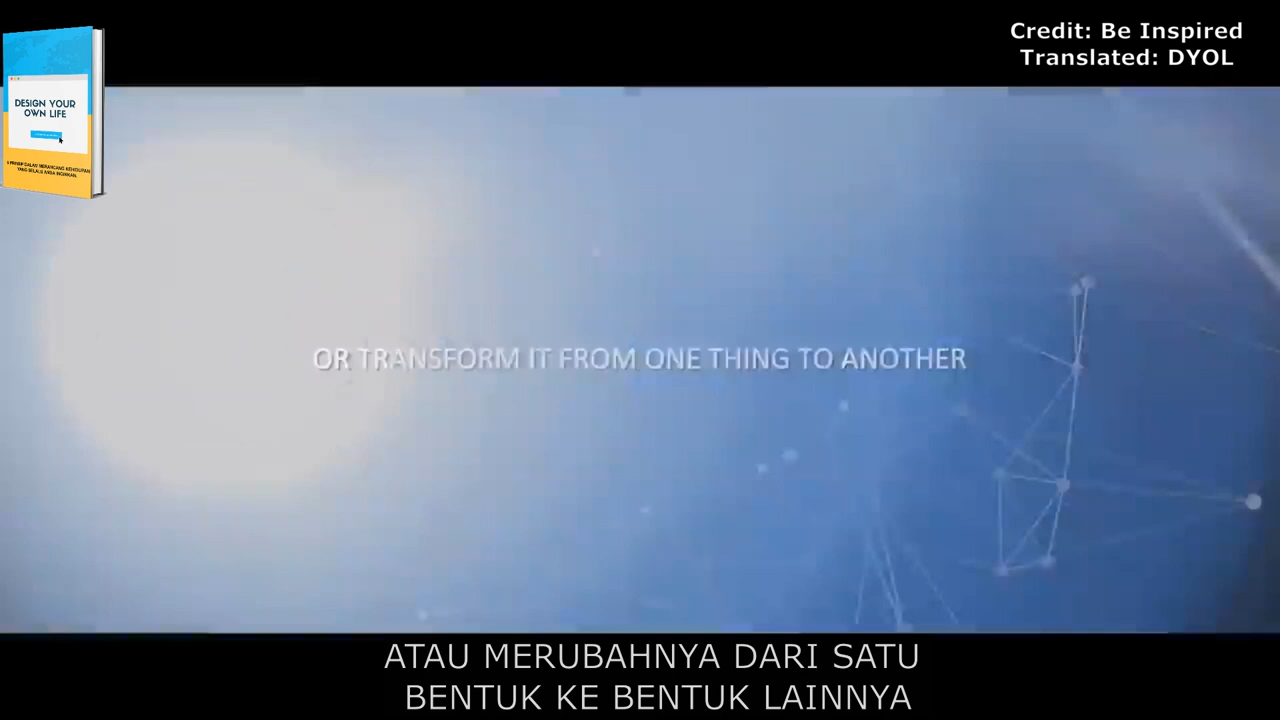 Credit: Be Inspired
Translated: DYOL
DESIGN YOUR
OWN LIFE
OR TRANSFORM IT FROM ONE THING TO ANOTHER
ATAU MERUBAHNYA DARI SATU
BENTUK KE BENTUK LAINNYA